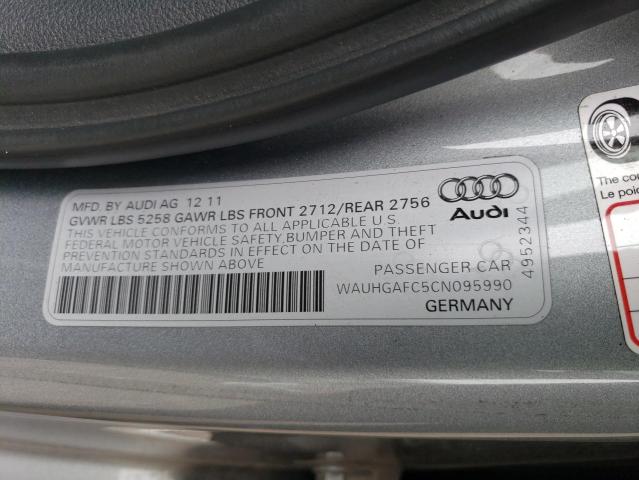 MFD. BY AUDI AG 12 11
GVWR LBS 5258 GAWR LBS FRONT 2712/REAR 2756
THIS VEHICLE CONFORMS TO ALL APPLICABLE U.S.
FEDERAL MOTOR VEHICLE SAFETY,BUMPER AND THEFT
PREVENTION STANDARDS IN EFFECT ON THE DATE OF
MANUFACTURE SHOWN ABOVE
Audi
4952344
PASSENGER CAR
WAUHGAFC5CN095990
GERMANY
The
Le